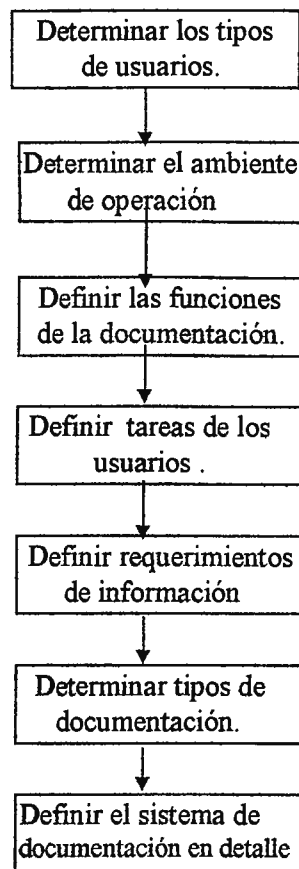 Determinar los tipos
de usuarios.
Determinar el ambiente
de operación
Definir las funciones
de la documentación.
Definir tareas de los
usuarios .
Definir requerimientos
de información
Determinar tipos de
documentación.
Definir el sistema de
documentación en detalle